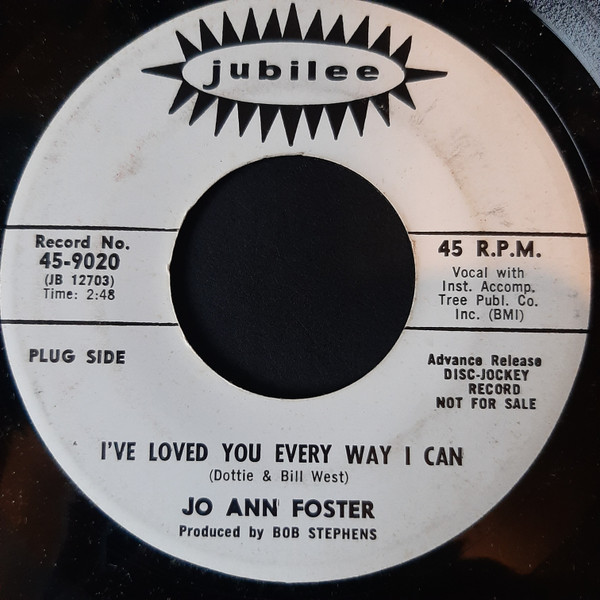 jubilee
Record No.
45-9020
(JB 12703)
Time: 2:48
45 R.P.M.
Vocal with
Inst. Accomp.
Tree Publ. Co.
Inc. (BMI)
PLUG SIDE
Advance Release
DISC-JOCKEY
RECORD
NOT FOR SALE
I'VE LOVED YOU EVERY WAY I CAN
(Dottie & Bill West)
JO ANN FOSTER
Produced by BOB STEPHENS